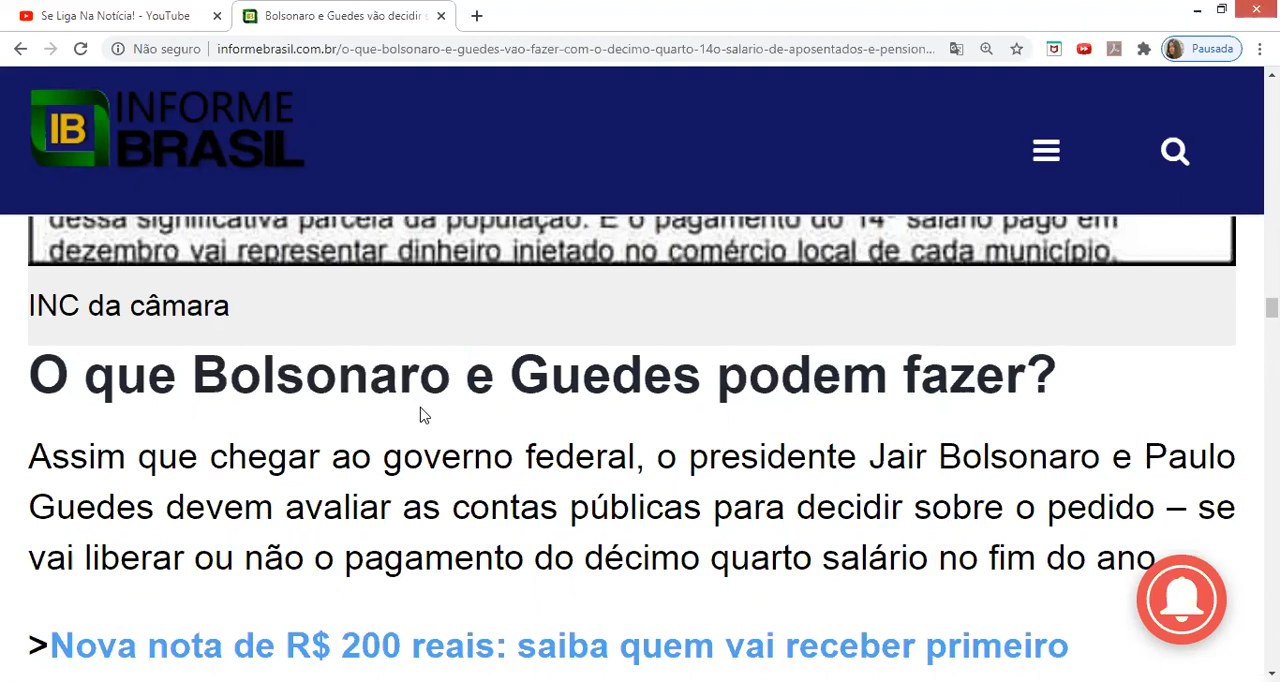 Se Liga Na Notícia! - YouTube
Bolsonaro e Guedes vão decidir
Não seguro
informebrasil.com.br/o-que-bolsonaro-e-guedes-vao-fazer-com-o-decimo-quarto-14o-salario-de-aposentados-e-pension...
Pausada
IB
INFORME
BRASIL
dessa significativa parcela da população. E o pagamento do 14º salário pago em
dezembro vai representar dinheiro injetado no comércio local de cada município.
INC da câmara
O que Bolsonaro e Guedes podem fazer?
Assim que chegar ao governo federal, o presidente Jair Bolsonaro e Paulo
Guedes devem avaliar as contas públicas para decidir sobre o pedido – se
vai liberar ou não o pagamento do décimo quarto salário no fim do ano.
>Nova nota de R$ 200 reais: saiba quem vai receber primeiro